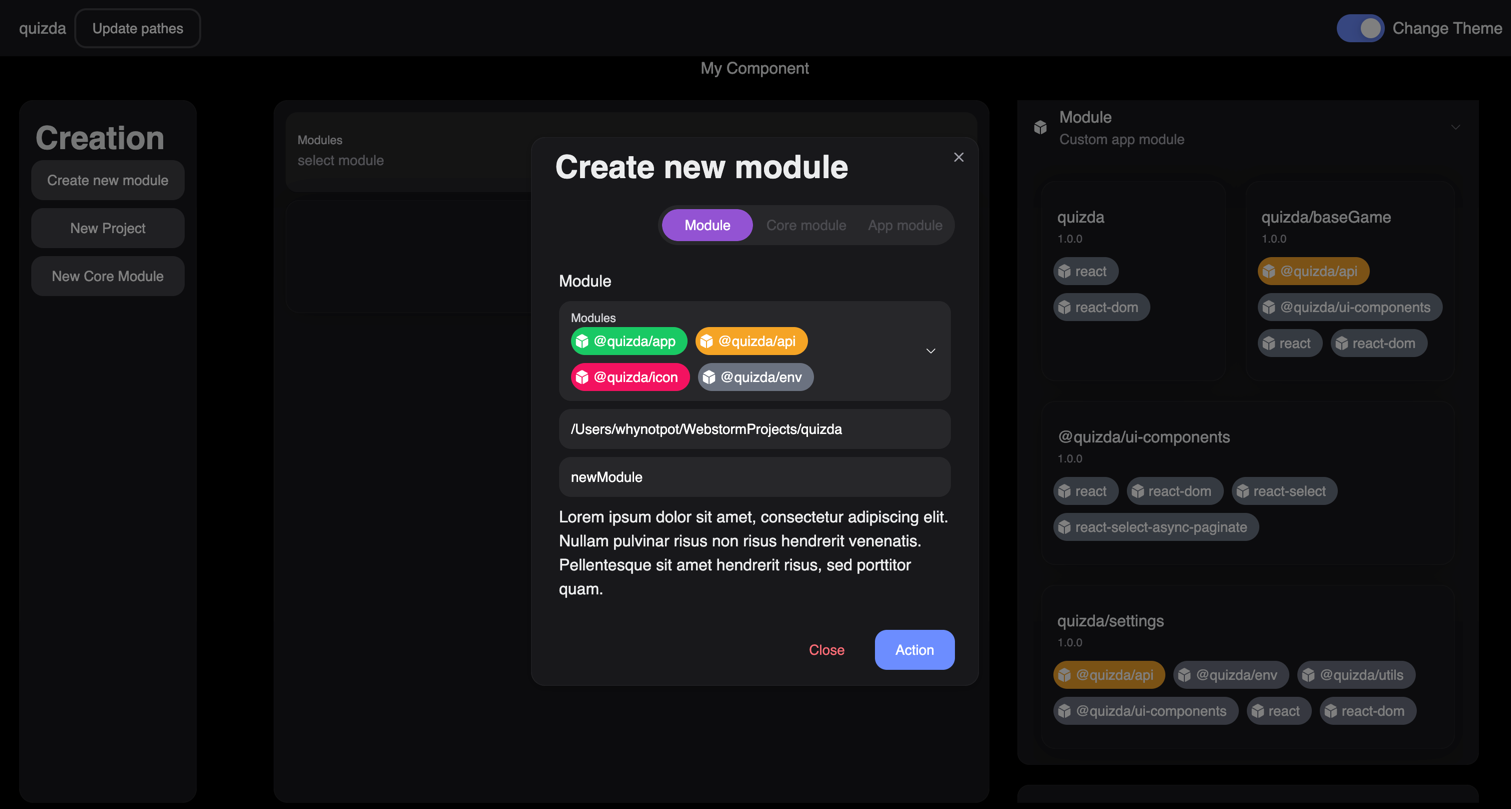 quizda
Update pathes
Change Theme
My Component
Creation
Create new module
New Project
New Core Module
Modules
select module
Create new module
Module
Core module
App module
Module
Modules
@quizda/app
@quizda/api
@quizda/icon
@quizda/env
/Users/whynotpot/WebstormProjects/quizda
newModule
Lorem ipsum dolor sit amet, consectetur adipiscing elit.
Nullam pulvinar risus non risus hendrerit venenatis.
Pellentesque sit amet hendrerit risus, sed porttitor
quam.
Close
Action
Module
Custom app module
quizda
1.0.0
react
react-dom
quizda/baseGame
1.0.0
@quizda/api
@quizda/ui-components
react
react-dom
@quizda/ui-components
1.0.0
react
react-dom
react-select
react-select-async-paginate
quizda/settings
1.0.0
@quizda/api
@quizda/env
@quizda/utils
@quizda/ui-components
react
react-dom